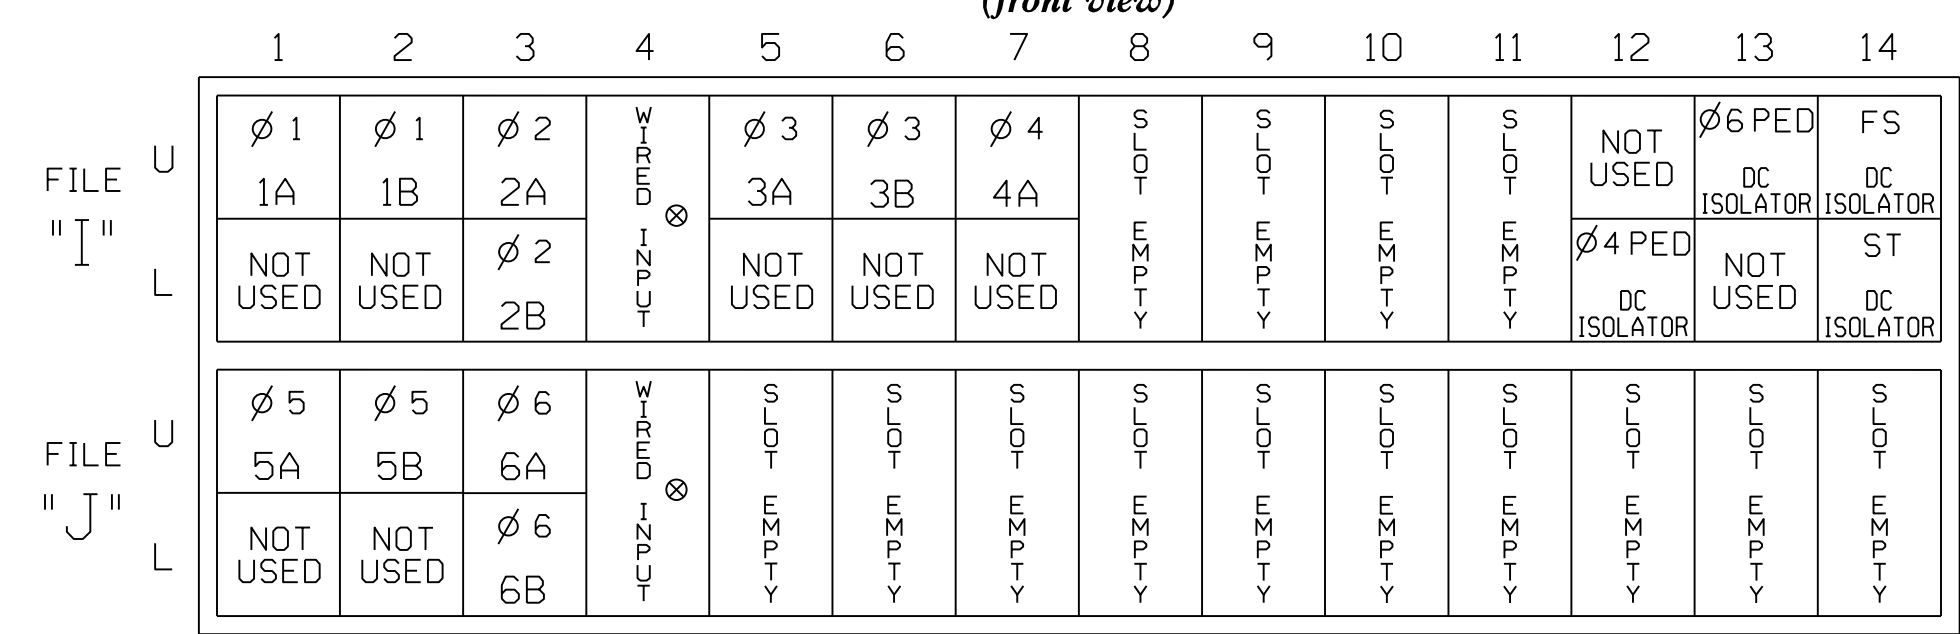 (front view)
1 2 3 4 5 6 7 8 9 10 11 12 13 14
FILE "I"
U
L
Ø 1 1A
Ø 1 1B
Ø 2 2A
WIRED INPUT
Ø 3 3A
Ø 3 3B
Ø 4 4A
SLOT EMPTY
SLOT EMPTY
SLOT EMPTY
SLOT EMPTY
NOT USED
Ø6 PED DC ISOLATOR
FS DC ISOLATOR
NOT USED
NOT USED
Ø 2 2B
NOT USED
NOT USED
NOT USED
Ø4 PED DC ISOLATOR
NOT USED
ST DC ISOLATOR
FILE "J"
U
L
Ø 5 5A
Ø 5 5B
Ø 6 6A
WIRED INPUT
SLOT EMPTY
SLOT EMPTY
SLOT EMPTY
SLOT EMPTY
SLOT EMPTY
SLOT EMPTY
SLOT EMPTY
SLOT EMPTY
SLOT EMPTY
SLOT EMPTY
NOT USED
NOT USED
Ø 6 6B